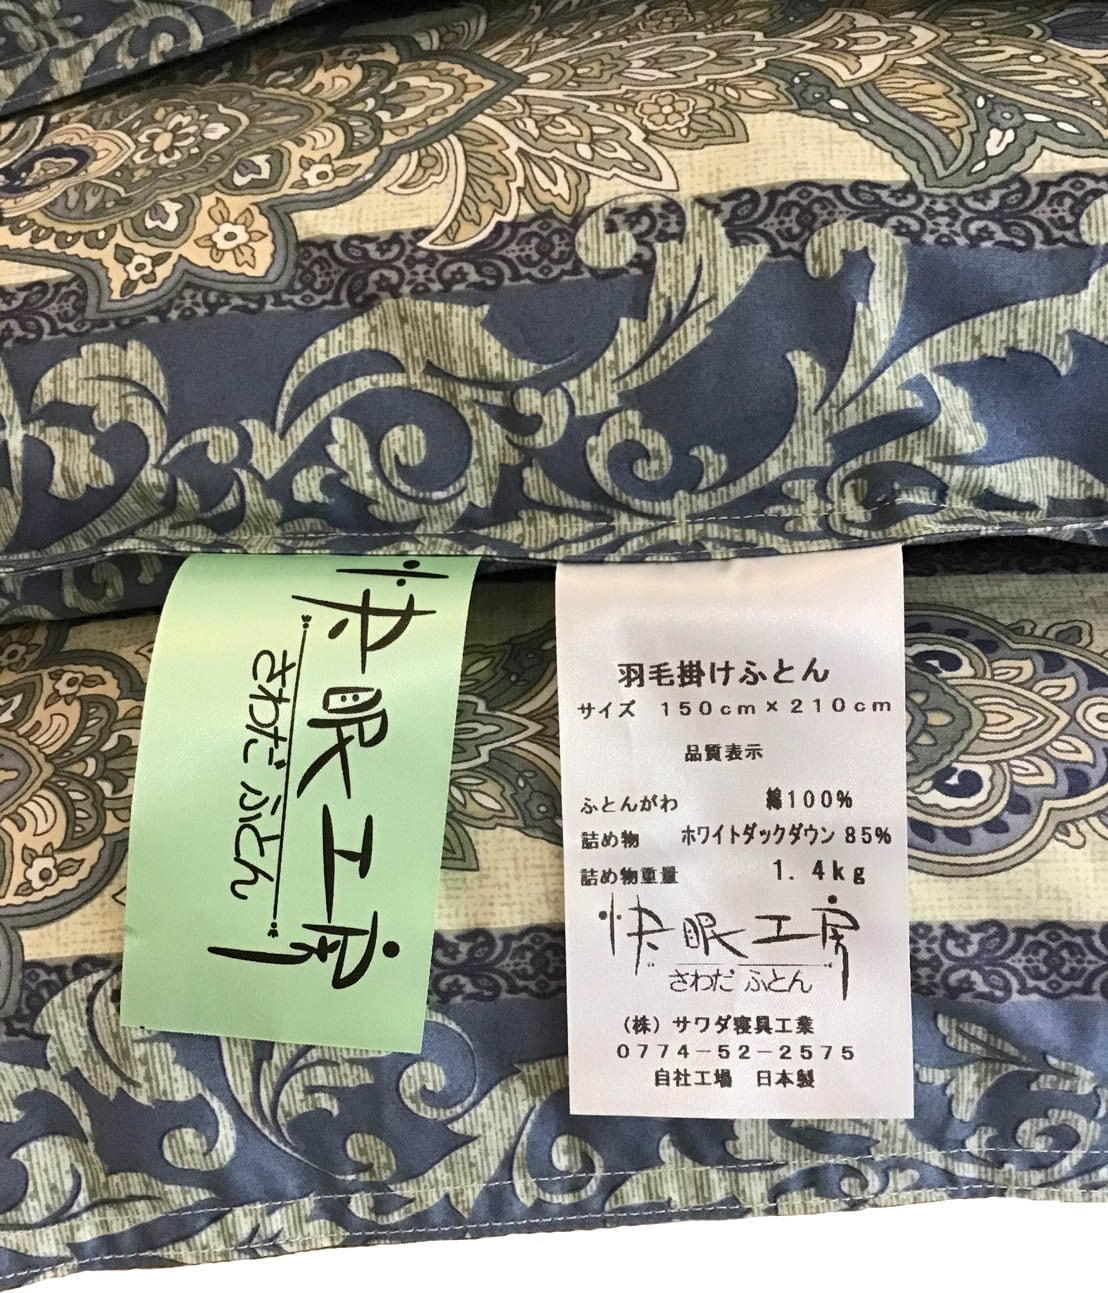 快眠工房
さわだふとん
羽毛掛けふとん
サイズ 150cm×210cm
品質表示
ふとんがわ 綿100%
詰め物 ホワイトダックダウン 85%
詰め物重量 1.4kg
快眠工房
さわだ ふとん
(株)サワダ寝具工業
0774-52-2575
自社工場 日本製